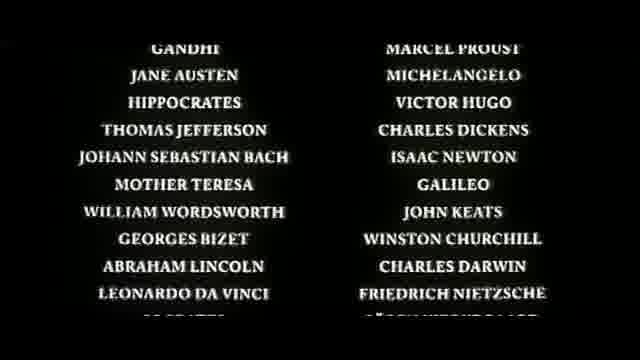 GANDHI MARCEL PROUST
JANE AUSTEN MICHELANGELO
HIPPOCRATES VICTOR HUGO
THOMAS JEFFERSON CHARLES DICKENS
JOHANN SEBASTIAN BACH ISAAC NEWTON
MOTHER TERESA GALILEO
WILLIAM WORDSWORTH JOHN KEATS
GEORGES BIZET WINSTON CHURCHILL
ABRAHAM LINCOLN CHARLES DARWIN
LEONARDO DA VINCI FRIEDRICH NIETZSCHE